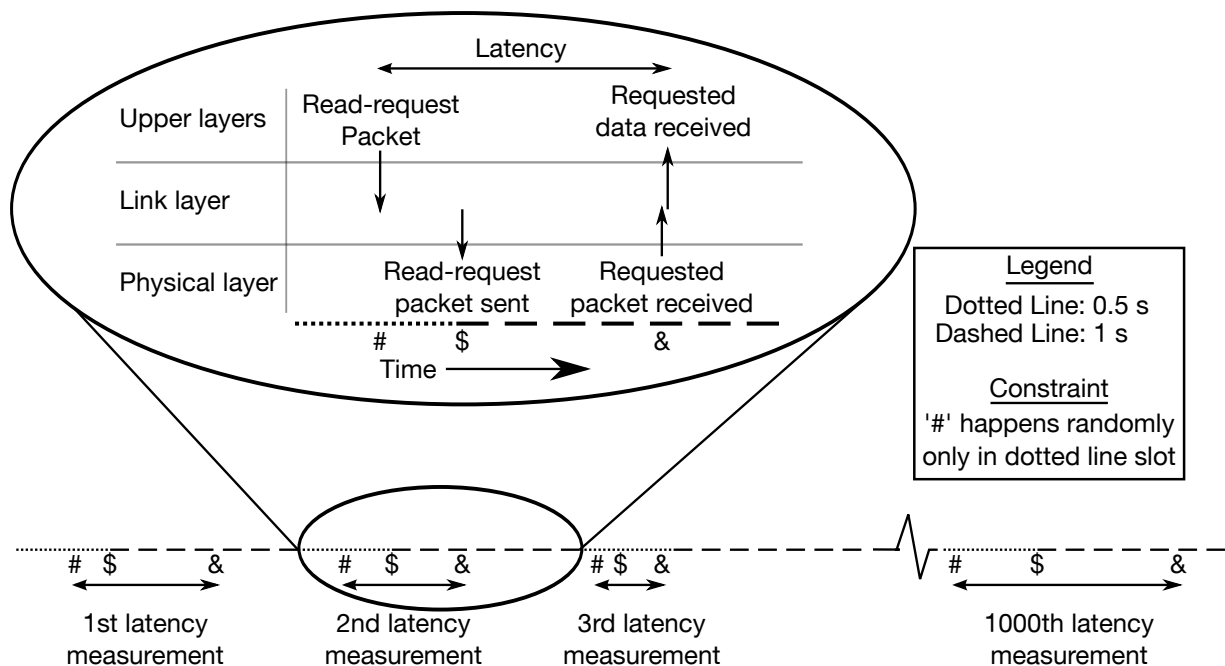 Latency
Upper layers
Read-request
Packet
Requested
data received
Link layer
Physical layer
Read-request
packet sent
Requested
packet received
# $ &
Time
Legend
Dotted Line: 0.5 s
Dashed Line: 1 s
Constraint
'#' happens randomly
only in dotted line slot
# $ &
# $ &
# $ &
# $ &
1st latency
measurement
2nd latency
measurement
3rd latency
measurement
1000th latency
measurement